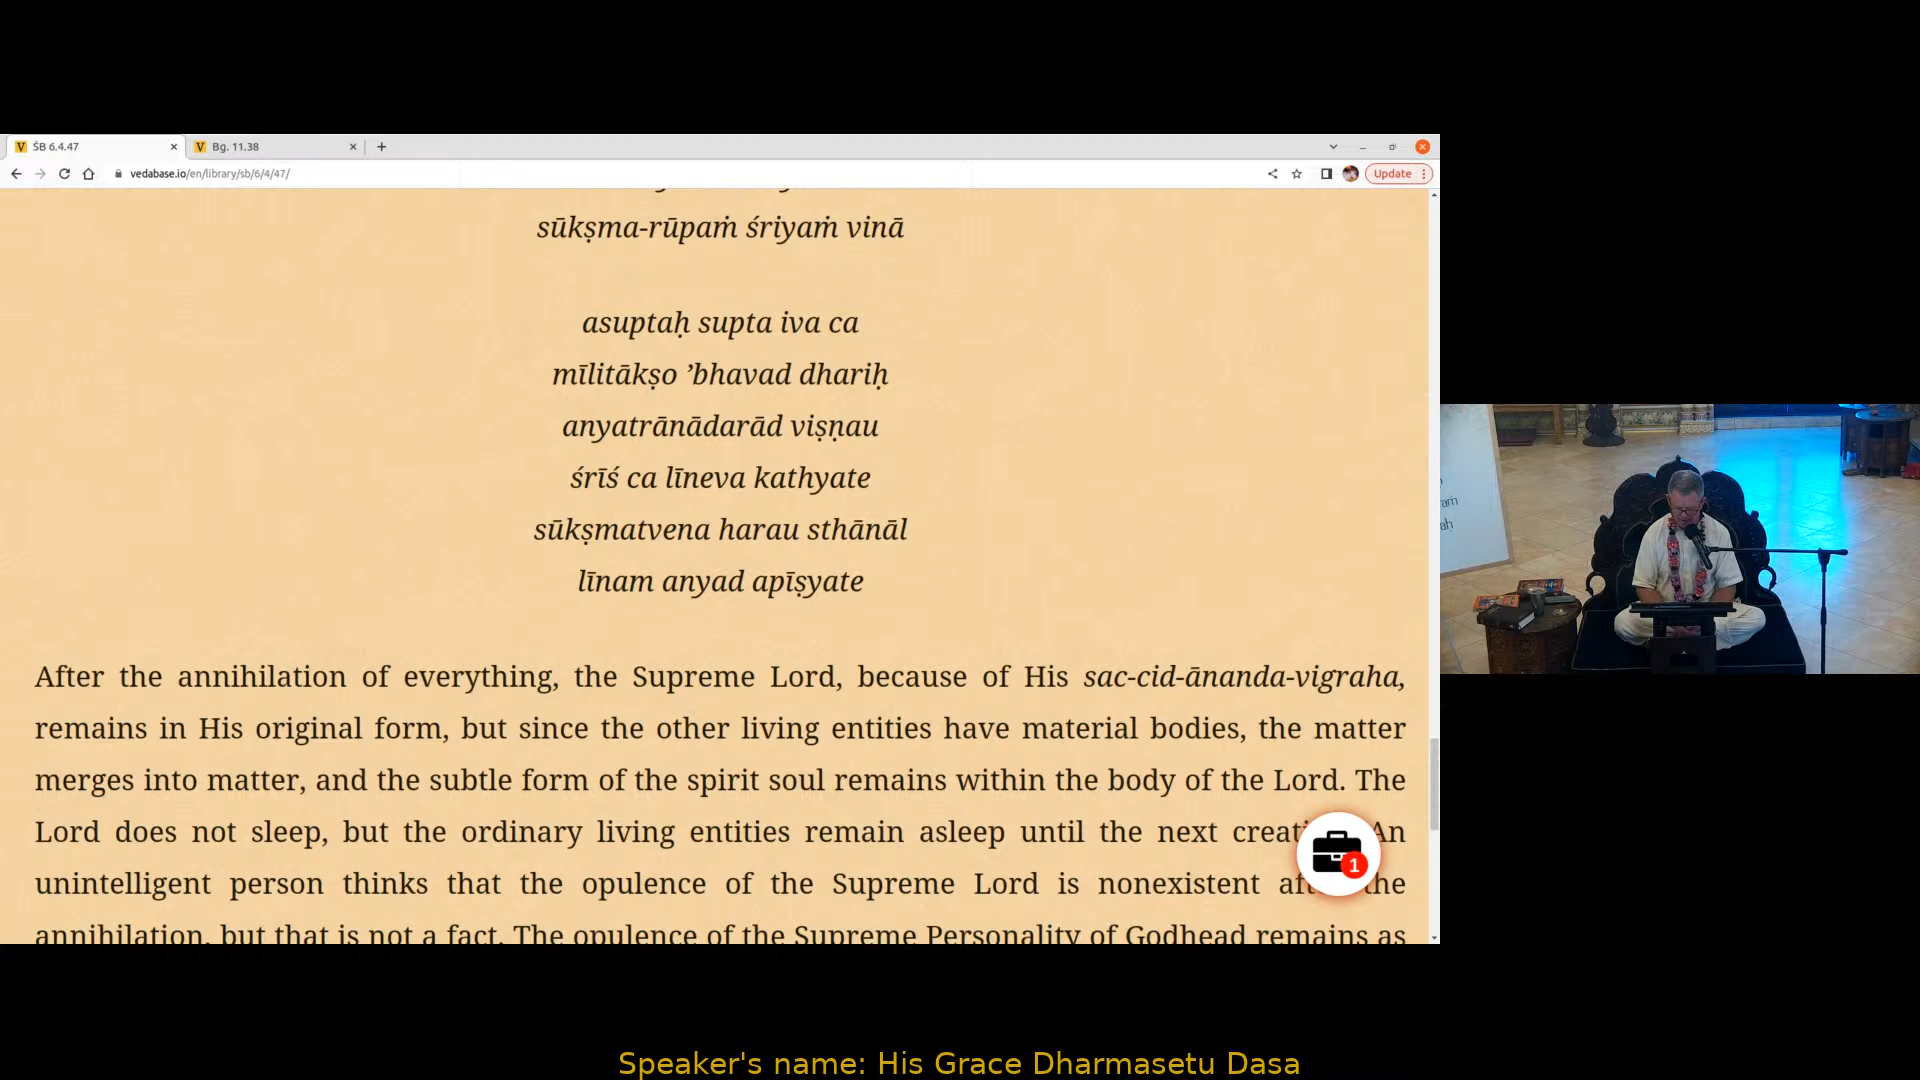 ŚB 6.4.47
Bg. 11.38
vedabase.io/en/library/sb/6/4/47/
Update
sūkṣma-rūpaṁ śriyaṁ vinā
asuptaḥ supta iva ca
mīlitākṣo ’bhavad dhariḥ
anyatrānādarād viṣṇau
śrīś ca līneva kathyate
sūkṣmatvena harau sthānāl
līnam anyad apīṣyate
After the annihilation of everything, the Supreme Lord, because of His sac-cid-ānanda-vigraha,
remains in His original form, but since the other living entities have material bodies, the matter
merges into matter, and the subtle form of the spirit soul remains within the body of the Lord. The
Lord does not sleep, but the ordinary living entities remain asleep until the next An
unintelligent person thinks that the opulence of the Supreme Lord is nonexistent
annihilation, but that is not a fact. The opulence of the Supreme Personality of Godhead remains as
1
Speaker's name: His Grace Dharmasetu Dasa